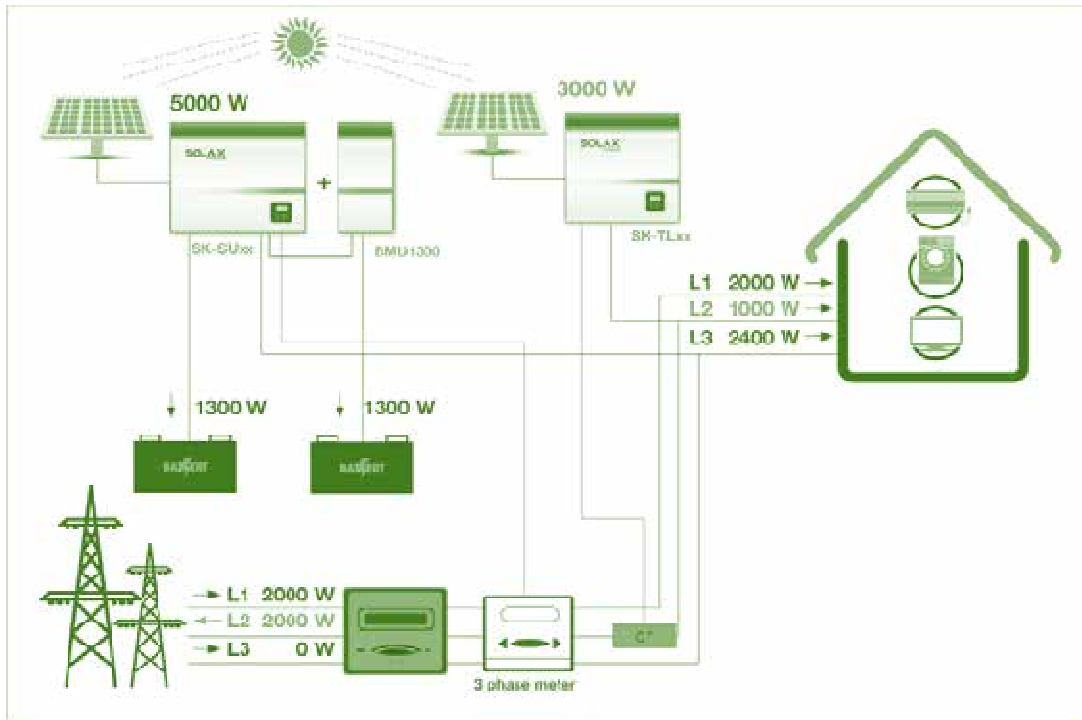 5000 W
3000 W
SOLAX
SOLAX
+
SK-SUxx
BMU1300
SK-TLxx
L1 2000 W
L2 1000 W
L3 2400 W
1300 W
1300 W
L1 2000 W
L2 2000 W
L3 0 W
3 phase meter